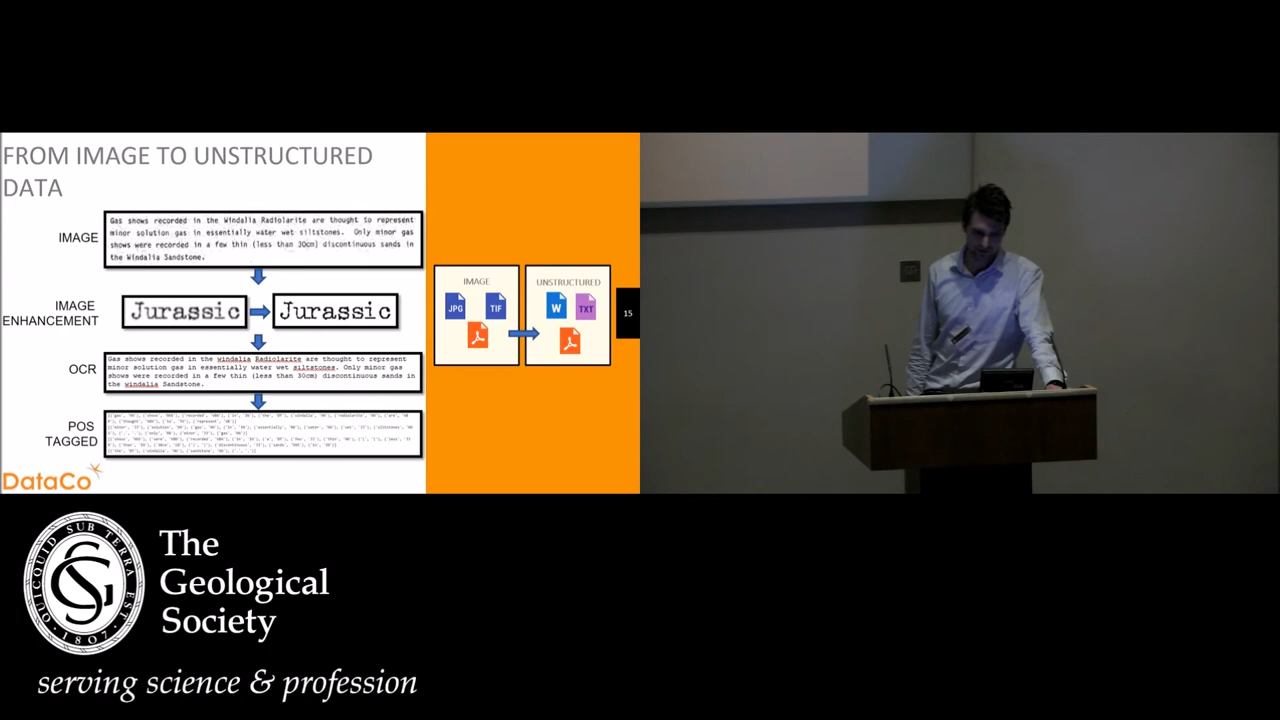 FROM IMAGE TO UNSTRUCTURED
DATA
IMAGE
Gas shows recorded in the Windalia Radiolarite are thought to represent
minor solution gas in essentially water wet siltstones. Only minor gas
shows were recorded in a few thin (less than 30cm) discontinuous sands in
the Windalia Sandstone.
IMAGE
ENHANCEMENT
Jurassic
Jurassic
OCR
Gas shows recorded in the windalia Radiolarite are thought to represent
minor solution gas in essentially water wet siltstones. Only minor gas
shows were recorded in a few thin (less than 30cm) discontinuous sands in
the windalia Sandstone.
POS
TAGGED
DataCo
IMAGE
JPG
TIF
UNSTRUCTURED
W
TXT
15
QUICQUID SUB TERRA EST
1807
The
Geological
Society
serving science & profession